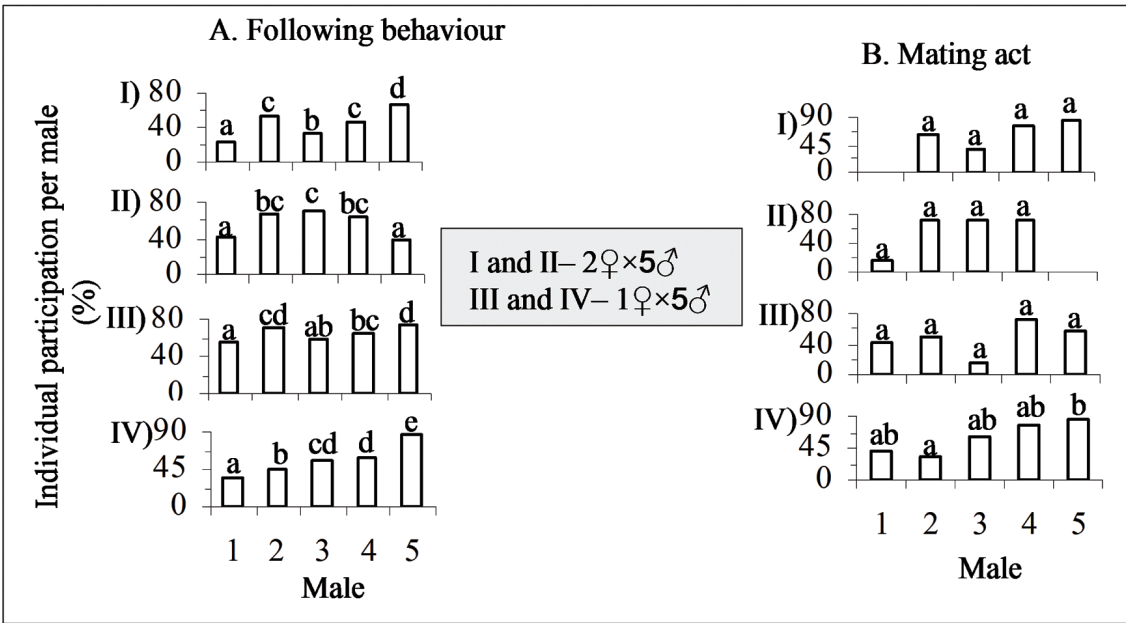 A. Following behaviour
I) 80
40
0
a c b c d
II) 80
40
0
a bc c bc a
III) 80
40
0
a cd ab bc d
IV) 90
45
0
a b cd d e
1 2 3 4 5
Male
Individual participation per male
(%)
I and II– 2♀×5♂
III and IV– 1♀×5♂
B. Mating act
I) 90
45
0
a a a a
II) 80
40
0
a a a a
III) 80
40
0
a a a a a
IV) 90
45
0
ab a ab ab b
1 2 3 4 5
Male